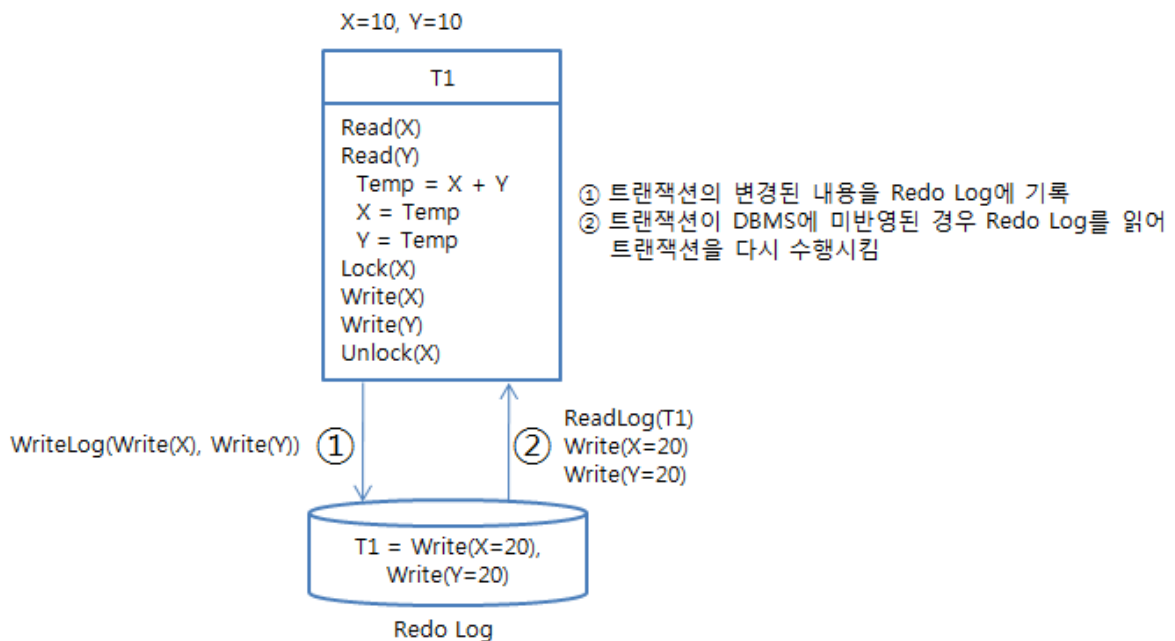 X=10, Y=10
T1
Read(X)
Read(Y)
Temp = X + Y
X = Temp
Y = Temp
Lock(X)
Write(X)
Write(Y)
Unlock(X)
① 트랜잭션의 변경된 내용을 Redo Log에 기록
② 트랜잭션이 DBMS에 미반영된 경우 Redo Log를 읽어
트랜잭션을 다시 수행시킴
WriteLog(Write(X), Write(Y))
①
②
ReadLog(T1)
Write(X=20)
Write(Y=20)
T1 = Write(X=20),
Write(Y=20)
Redo Log